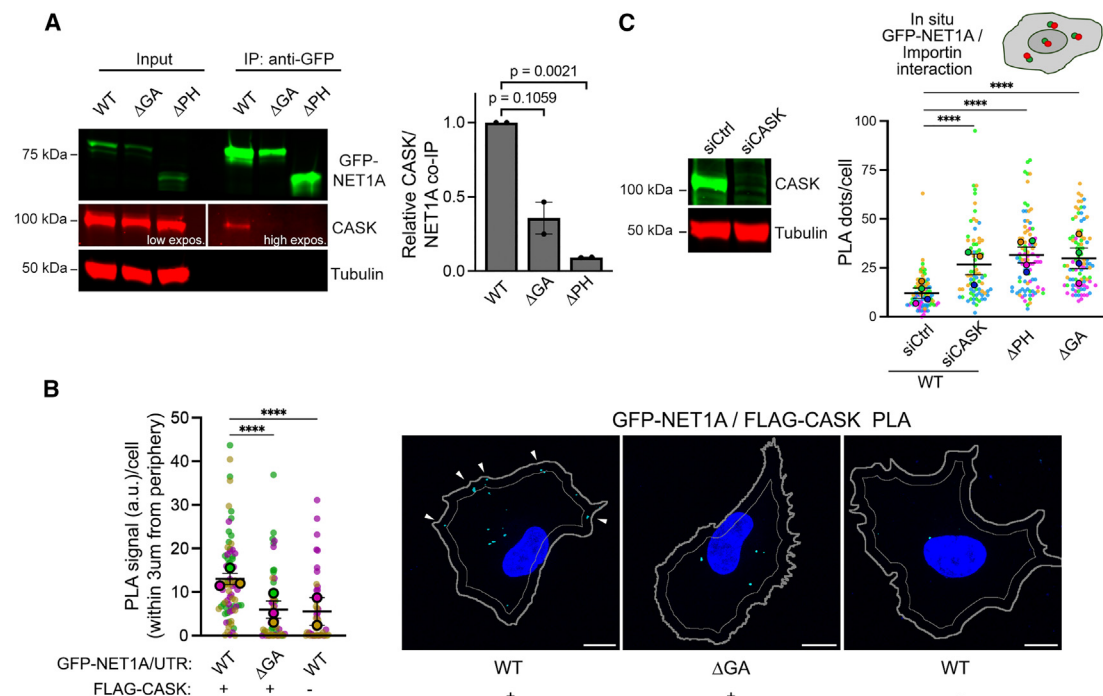 A
Input
IP: anti-GFP
WT
ΔGA
ΔPH
WT
ΔGA
ΔPH
75 kDa
GFP-
NET1A
100 kDa
CASK
low expos.
high expos.
50 kDa
Tubulin
Relative CASK/
NET1A co-IP
p = 0.0021
p = 0.1059
1.0
0.5
0.0
WT
ΔGA
ΔPH
C
siCtrl
siCASK
100 kDa
CASK
50 kDa
Tubulin
In situ
GFP-NET1A /
Importin
interaction
PLA dots/cell
****
****
****
100
75
50
25
0
siCtrl
siCASK
ΔPH
ΔGA
WT
B
PLA signal (a.u.)/cell
(within 3um from periphery)
****
****
50
40
30
20
10
0
GFP-NET1A/UTR:
WT
ΔGA
WT
FLAG-CASK:
+
+
-
GFP-NET1A / FLAG-CASK PLA
WT
ΔGA
WT
+
+